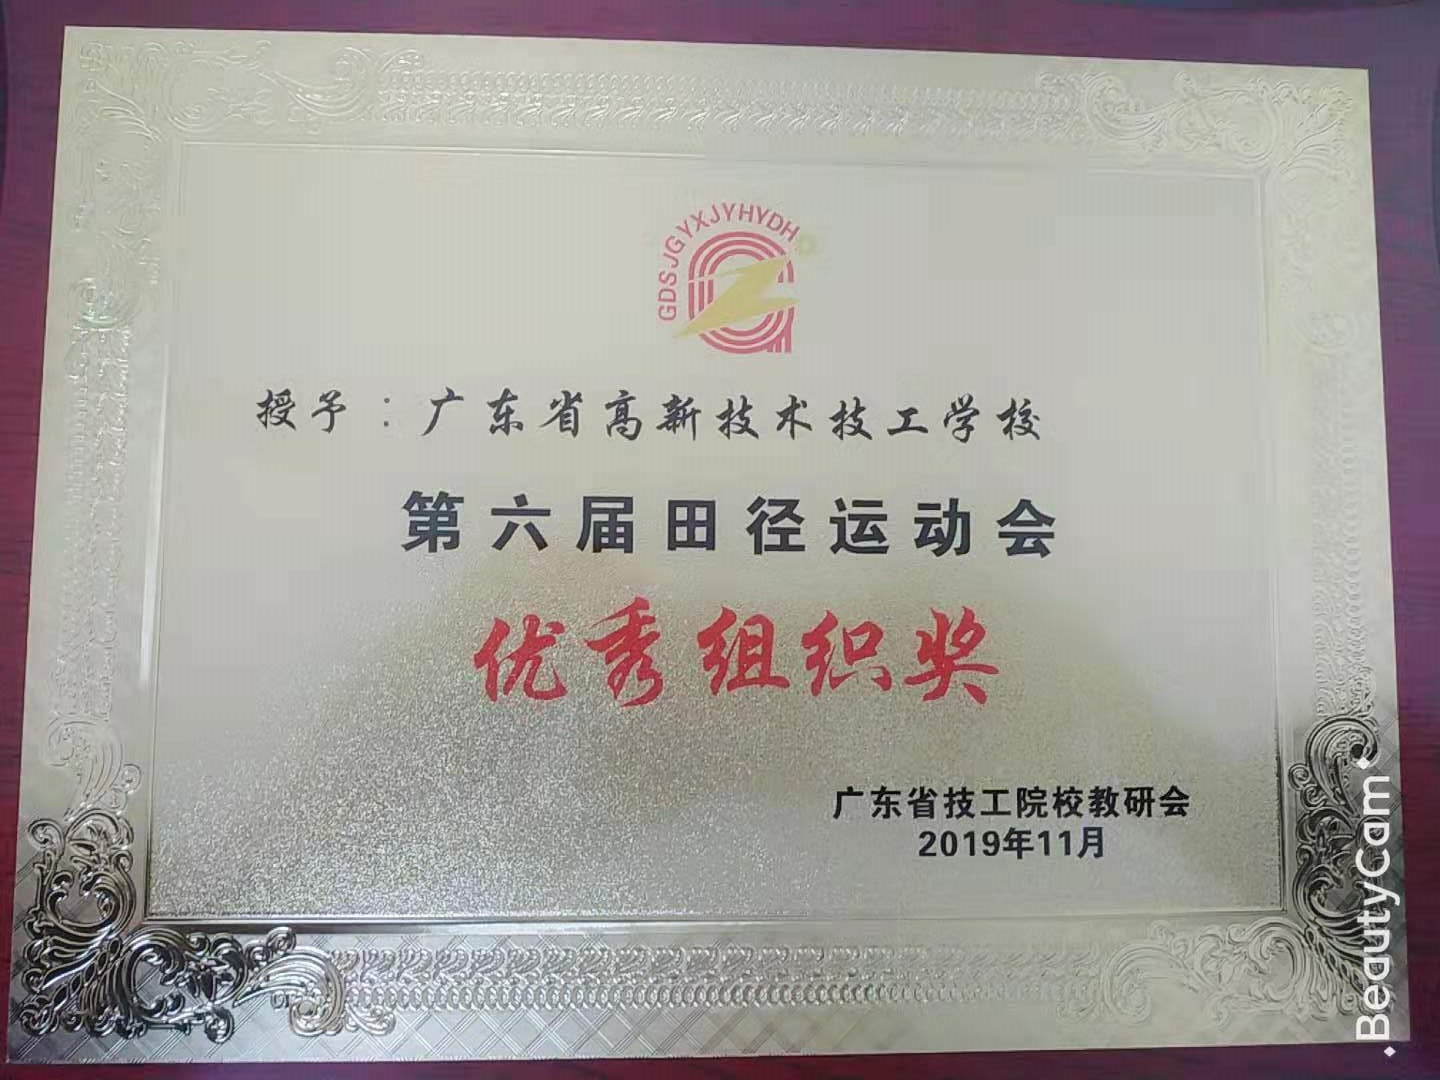 GDSJGYXJYHYDH
授予：广东省高新技术技工学校
第六届田径运动会
优秀组织奖
广东省技工院校教研会
2019年11月
·BeautyCam·